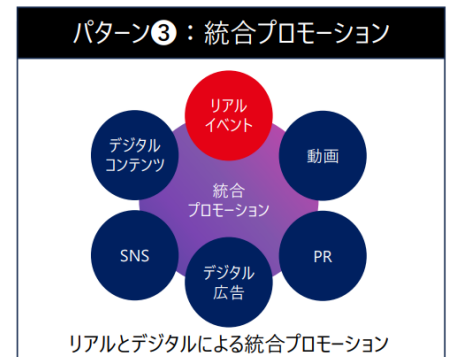 パターン❸：統合プロモーション
リアル
イベント
デジタル
コンテンツ
動画
統合
プロモーション
SNS
PR
デジタル
広告
リアルとデジタルによる統合プロモーション